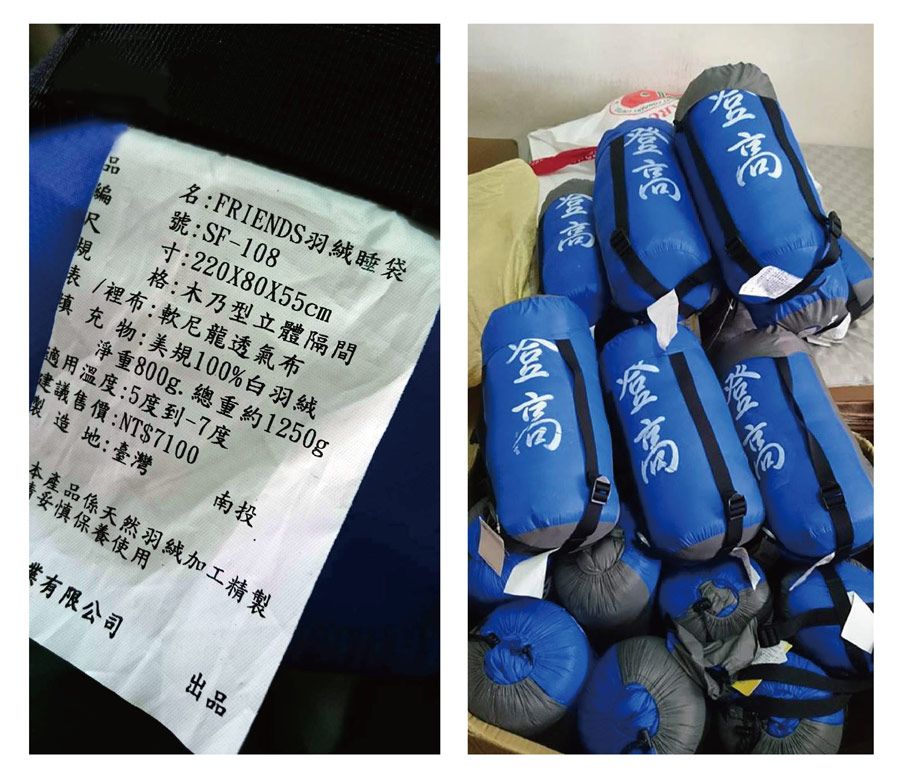 品 名:FRIENDS羽絨睡袋
編 號:SF-108
尺 寸:220X80X55cm
規 格:木乃型立體隔間
表/裡布:軟尼龍透氣布
填 充 物:美規100%白羽絨
淨重800g.總重約1250g
適用溫度:5度到-7度
建議售價:NT$7100
製 造 地:臺灣 南投
本產品係天然羽絨加工精製
請妥慎保養使用
業有限公司
出品
登高
登高
登高
登高
登高
登高